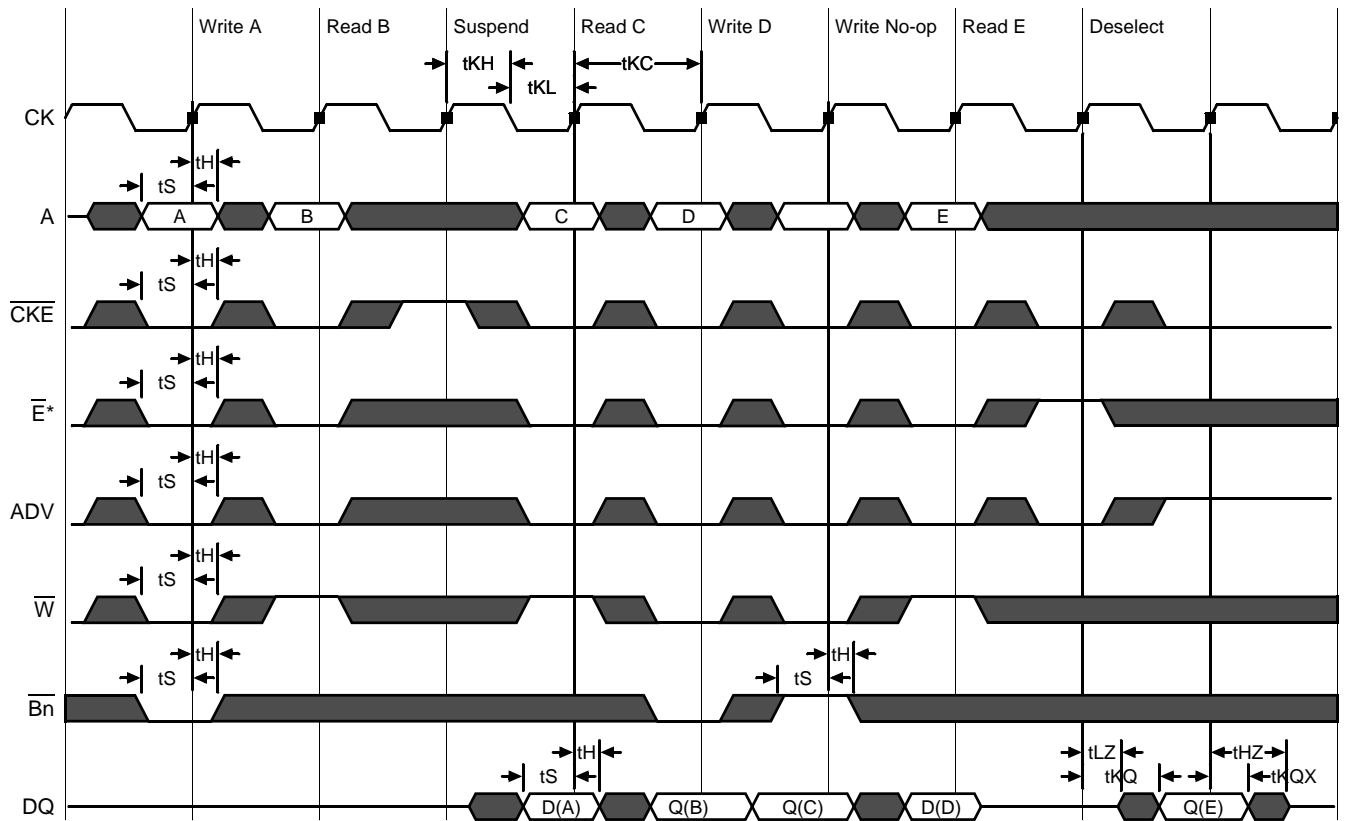 Write A Read B Suspend Read C Write D Write No-op Read E Deselect
tKH tKC
tKL
CK
tH
tS
A A B C D E
tH
tS
CKE
tH
tS
E*
tH
tS
ADV
tH
tS
W
tH tH
tS tS
Bn
tH tLZ tHZ
tS tKQ tKQX
DQ D(A) Q(B) Q(C) D(D) Q(E)